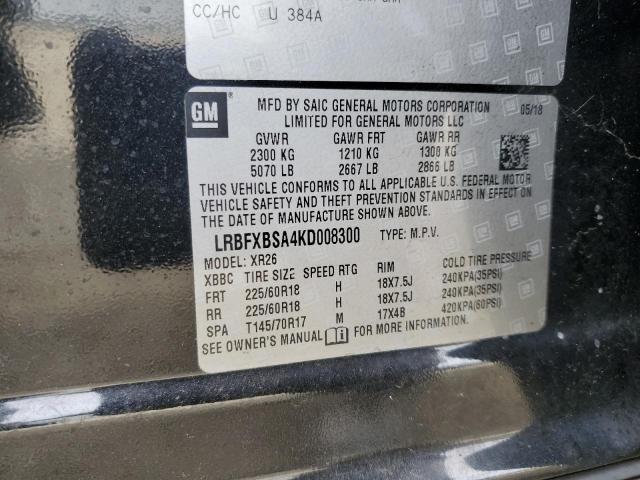 CC/HC U 384A
GM
MFD BY SAIC GENERAL MOTORS CORPORATION 05/18
LIMITED FOR GENERAL MOTORS LLC
GVWR GAWR FRT GAWR RR
2300 KG 1210 KG 1300 KG
5070 LB 2667 LB 2866 LB
THIS VEHICLE CONFORMS TO ALL APPLICABLE U.S. FEDERAL MOTOR
VEHICLE SAFETY AND THEFT PREVENTION STANDARDS IN EFFECT ON
THE DATE OF MANUFACTURE SHOWN ABOVE.
LRBFXBSA4KD008300 TYPE: M.P.V.
MODEL: XR26
XBBC TIRE SIZE SPEED RTG RIM COLD TIRE PRESSURE
FRT 225/60R18 H 18X7.5J 240KPA(35PSI)
RR 225/60R18 H 18X7.5J 240KPA(35PSI)
SPA T145/70R17 M 17X4B 420KPA(60PSI)
SEE OWNER'S MANUAL FOR MORE INFORMATION.